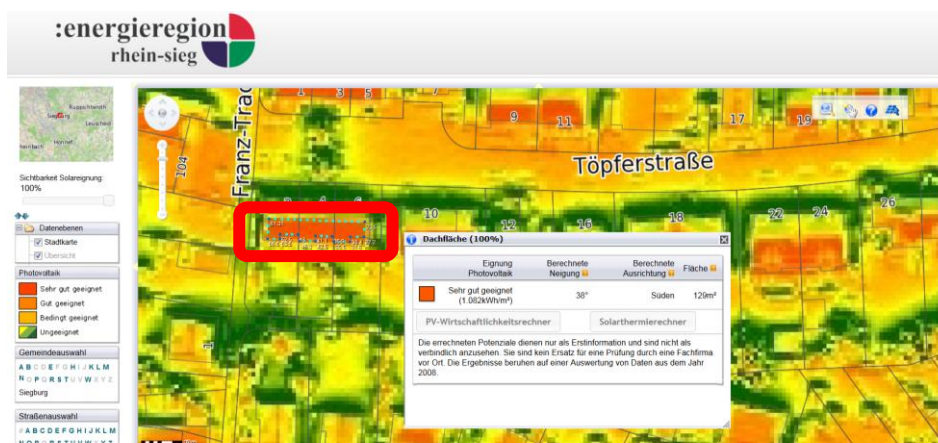 :energieregion
rhein-sieg
Ruppichteroth
Siegburg
Leuscheid
Honnef
Sichtbarkeit Solareignung:
100%
Datenebenen
Stadtkarte
Übersicht
Photovoltaik
Sehr gut geeignet
Gut geeignet
Bedingt geeignet
Ungeeignet
Gemeindeauswahl
A B C D E F G H I J K L M
N O P Q R S T U V W X Y Z
Siegburg
Straßenauswahl
# A B C D E F G H I J K L M
N O P Q R S T U V W X Y Z
104
Franz-Trac
1 3 5 7
9 11 17 19
Töpferstraße
10 12 16 18 22 24 26
Dachfläche (100%)
Eignung Photovoltaik
Berechnete Neigung
Berechnete Ausrichtung
Fläche
Sehr gut geeignet (1.082kWh/m²) 38° Süden 129m²
PV-Wirtschaftlichkeitsrechner Solarthermierechner
Die errechneten Potenziale dienen nur als Erstinformation und sind nicht als
verbindlich anzusehen. Sie sind kein Ersatz für eine Prüfung durch eine Fachfirma
vor Ort. Die Ergebnisse beruhen auf einer Auswertung von Daten aus dem Jahr
2008.